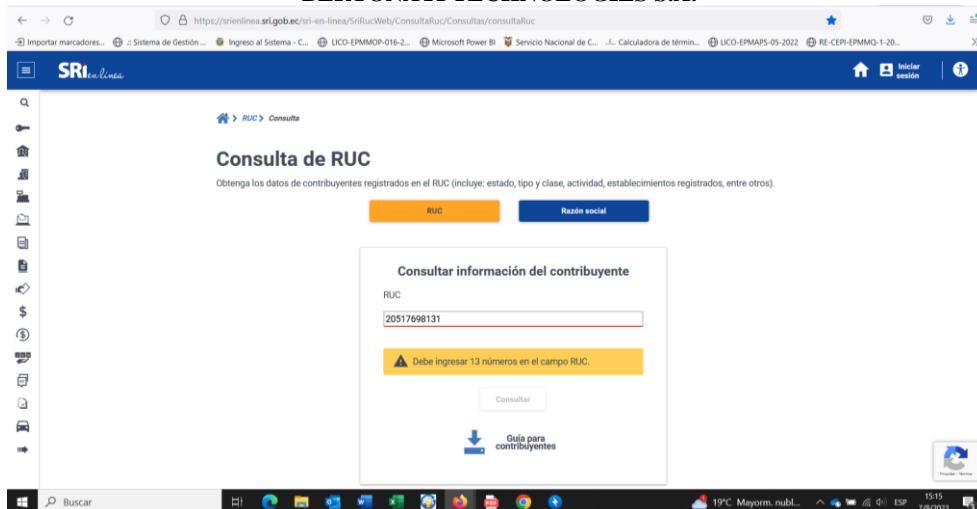 https://srienlinea.sri.gob.ec/sri-en-linea/SriRucWeb/ConsultaRuc/Consultas/consultaRuc
Importar marcadores... .:: Sistema de Gestión ... Ingreso al Sistema - C... LICO-EPMMOP-016-2... Microsoft Power BI Servicio Nacional de C... Calculadora de términ... LICO-EPMAPS-05-2022 RE-CEPI-EPMMQ-1-20...
SRI en línea
Iniciar sesión
RUC > Consulta
Consulta de RUC
Obtenga los datos de contribuyentes registrados en el RUC (incluye: estado, tipo y clase, actividad, establecimientos registrados, entre otros).
RUC Razón social
Consultar información del contribuyente
RUC
20517698131
Debe ingresar 13 números en el campo RUC.
Consultar
Guía para
contribuyentes
Buscar 19°C Mayorm. nubl... ESP 15:15
7/8/2023